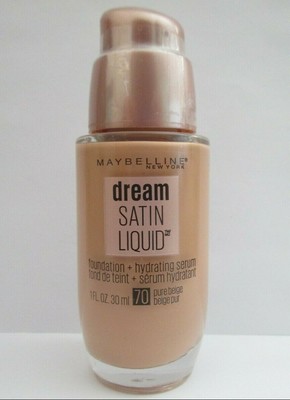 MAYBELLINE®
NEW YORK
dream
SATIN
LIQUID™
foundation + hydrating serum
fond de teint + sérum hydratant
1 FL. OZ. 30 ml
70
pure beige
beige pur